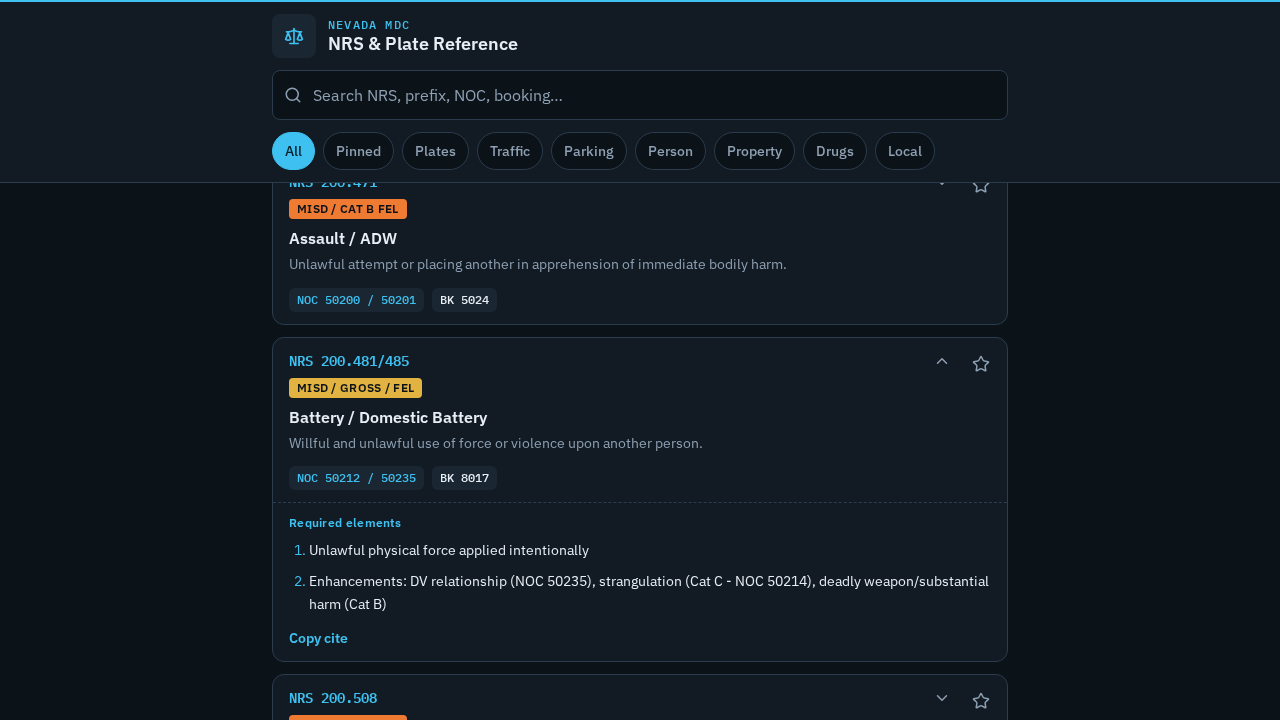 NEVADA MDC
NRS & Plate Reference
Search NRS, prefix, NOC, booking...
All
Pinned
Plates
Traffic
Parking
Person
Property
Drugs
Local
NRS 200.471
MISD / CAT B FEL
Assault / ADW
Unlawful attempt or placing another in apprehension of immediate bodily harm.
NOC 50200 / 50201
BK 5024
NRS 200.481/485
MISD / GROSS / FEL
Battery / Domestic Battery
Willful and unlawful use of force or violence upon another person.
NOC 50212 / 50235
BK 8017
Required elements
1. Unlawful physical force applied intentionally
2. Enhancements: DV relationship (NOC 50235), strangulation (Cat C - NOC 50214), deadly weapon/substantial
harm (Cat B)
Copy cite
NRS 200.508